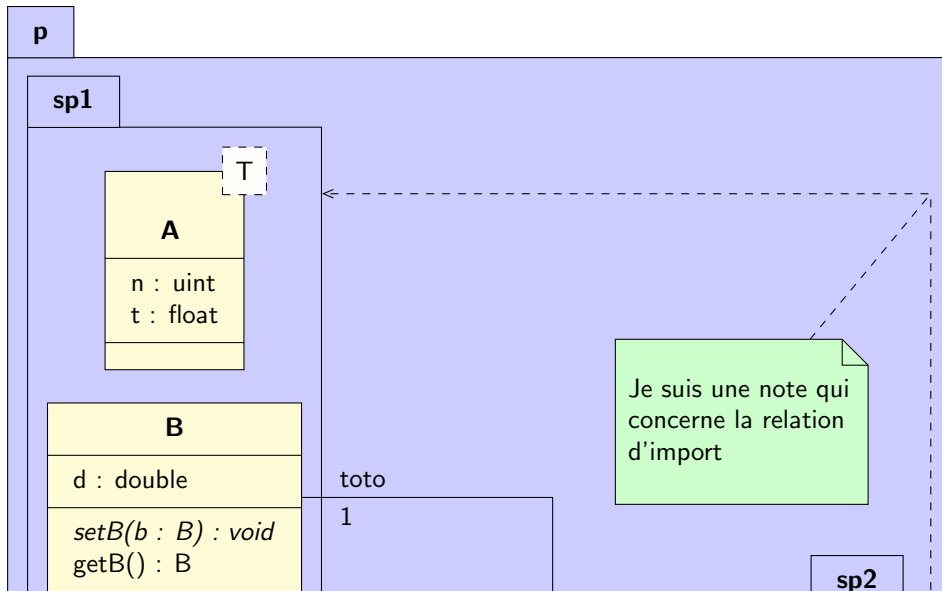 p
sp1
T
A
n : uint
t : float
Je suis une note qui
concerne la relation
d'import
B
d : double
toto
1
setB(b : B) : void
getB() : B
sp2